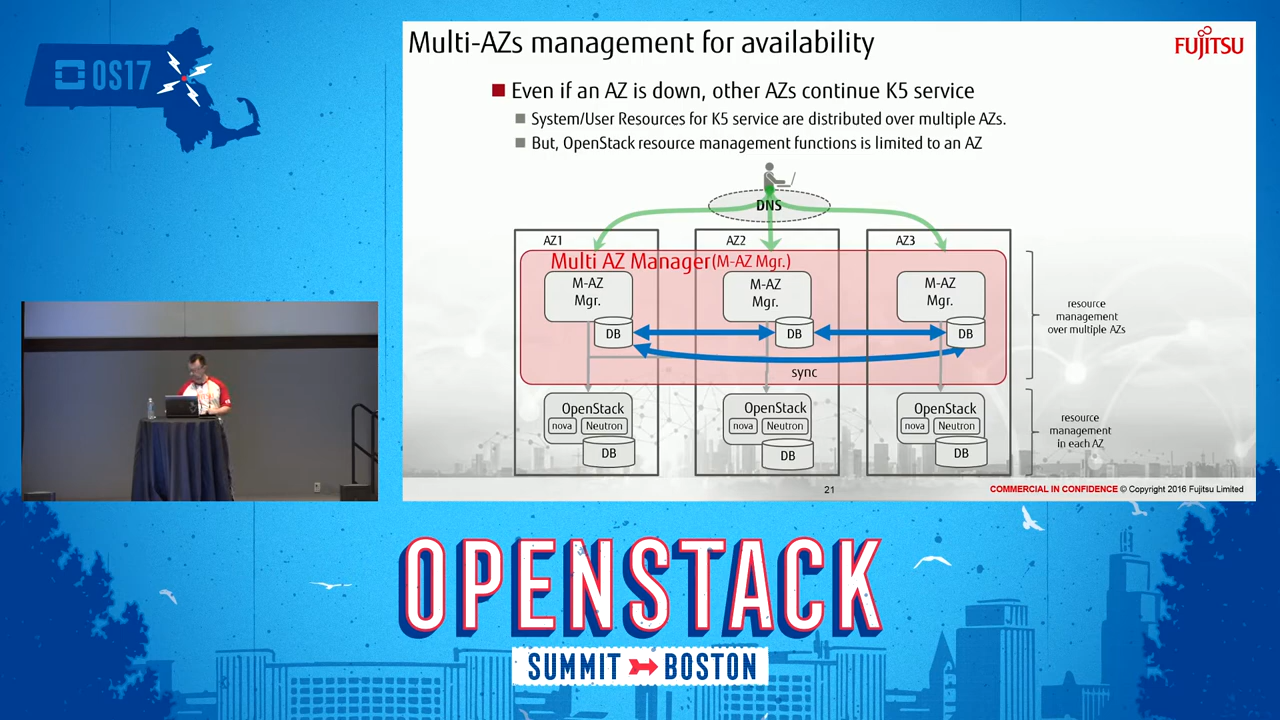 OS17
Multi-AZs management for availability
FUJITSU
Even if an AZ is down, other AZs continue K5 service
System/User Resources for K5 service are distributed over multiple AZs.
But, OpenStack resource management functions is limited to an AZ
DNS
AZ1
AZ2
AZ3
Multi AZ Manager(M-AZ Mgr.)
M-AZ
Mgr.
DB
M-AZ
Mgr.
DB
M-AZ
Mgr.
DB
sync
resource
management
over multiple AZs
OpenStack
nova
Neutron
DB
OpenStack
nova
Neutron
DB
OpenStack
nova
Neutron
DB
resource
management
in each AZ
21
COMMERCIAL IN CONFIDENCE © Copyright 2016 Fujitsu Limited
OPENSTACK
SUMMIT BOSTON